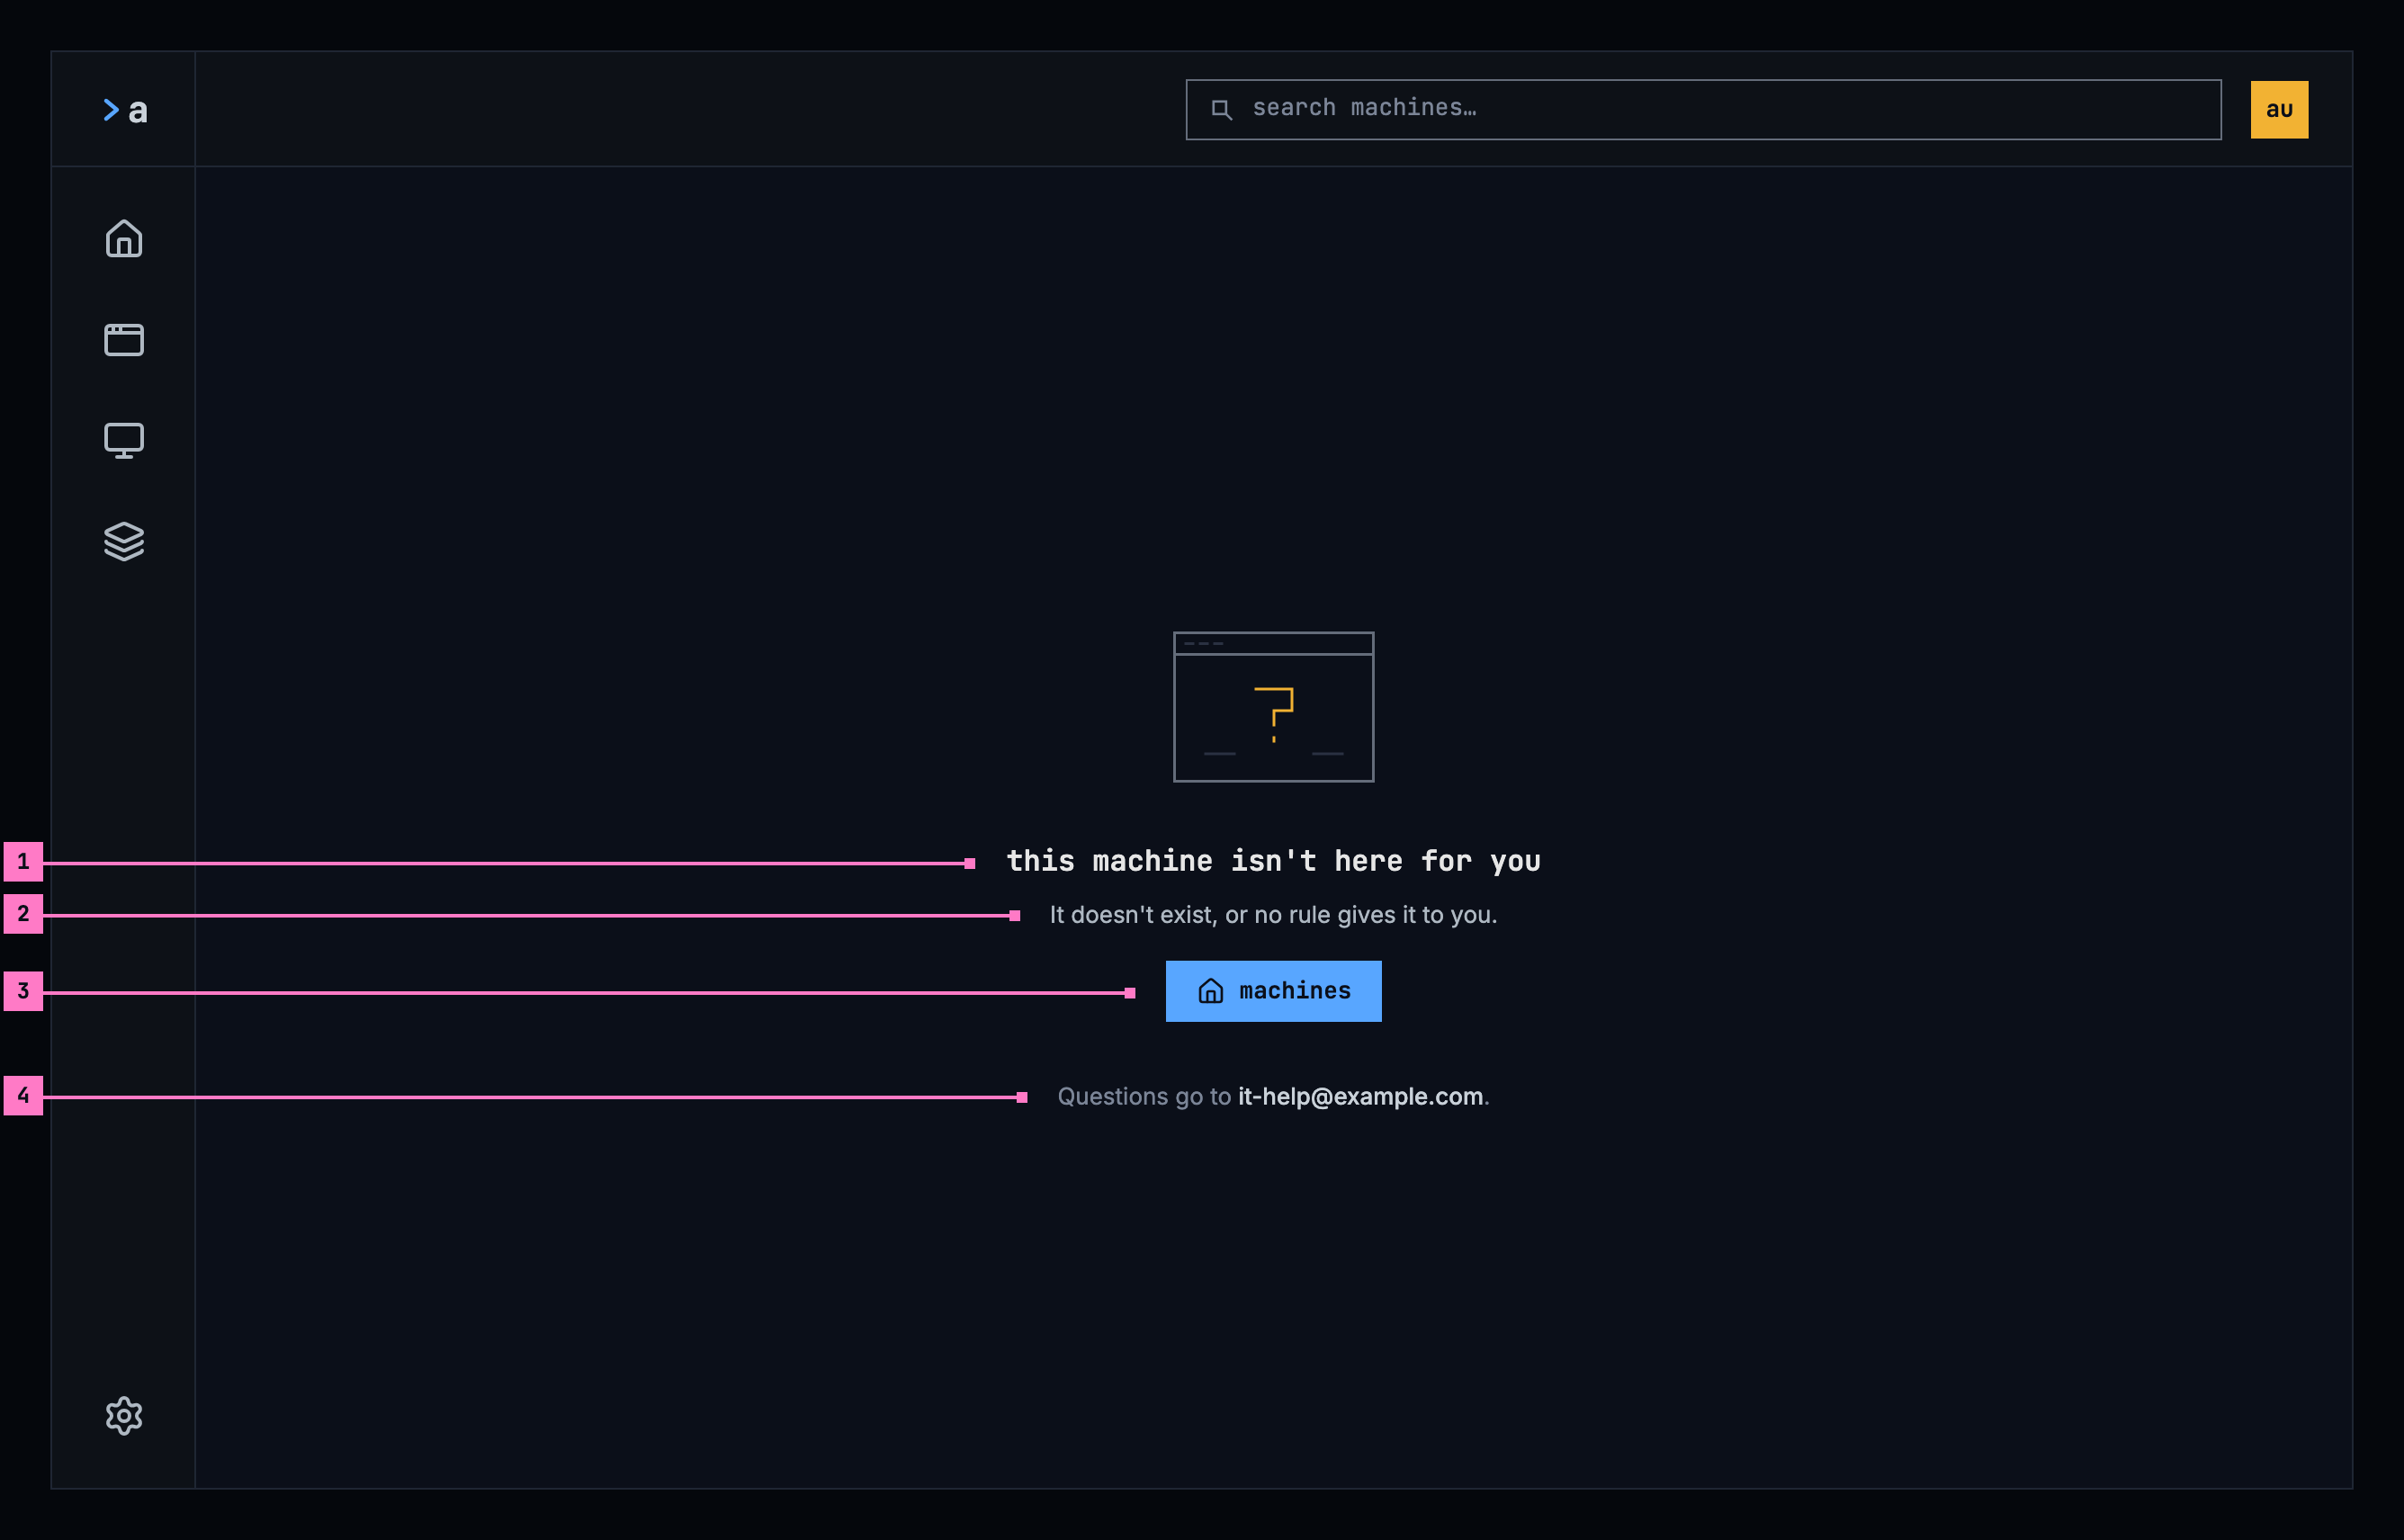 >a
search machines…
au
1
this machine isn't here for you
2
It doesn't exist, or no rule gives it to you.
3
machines
4
Questions go to it-help@example.com.